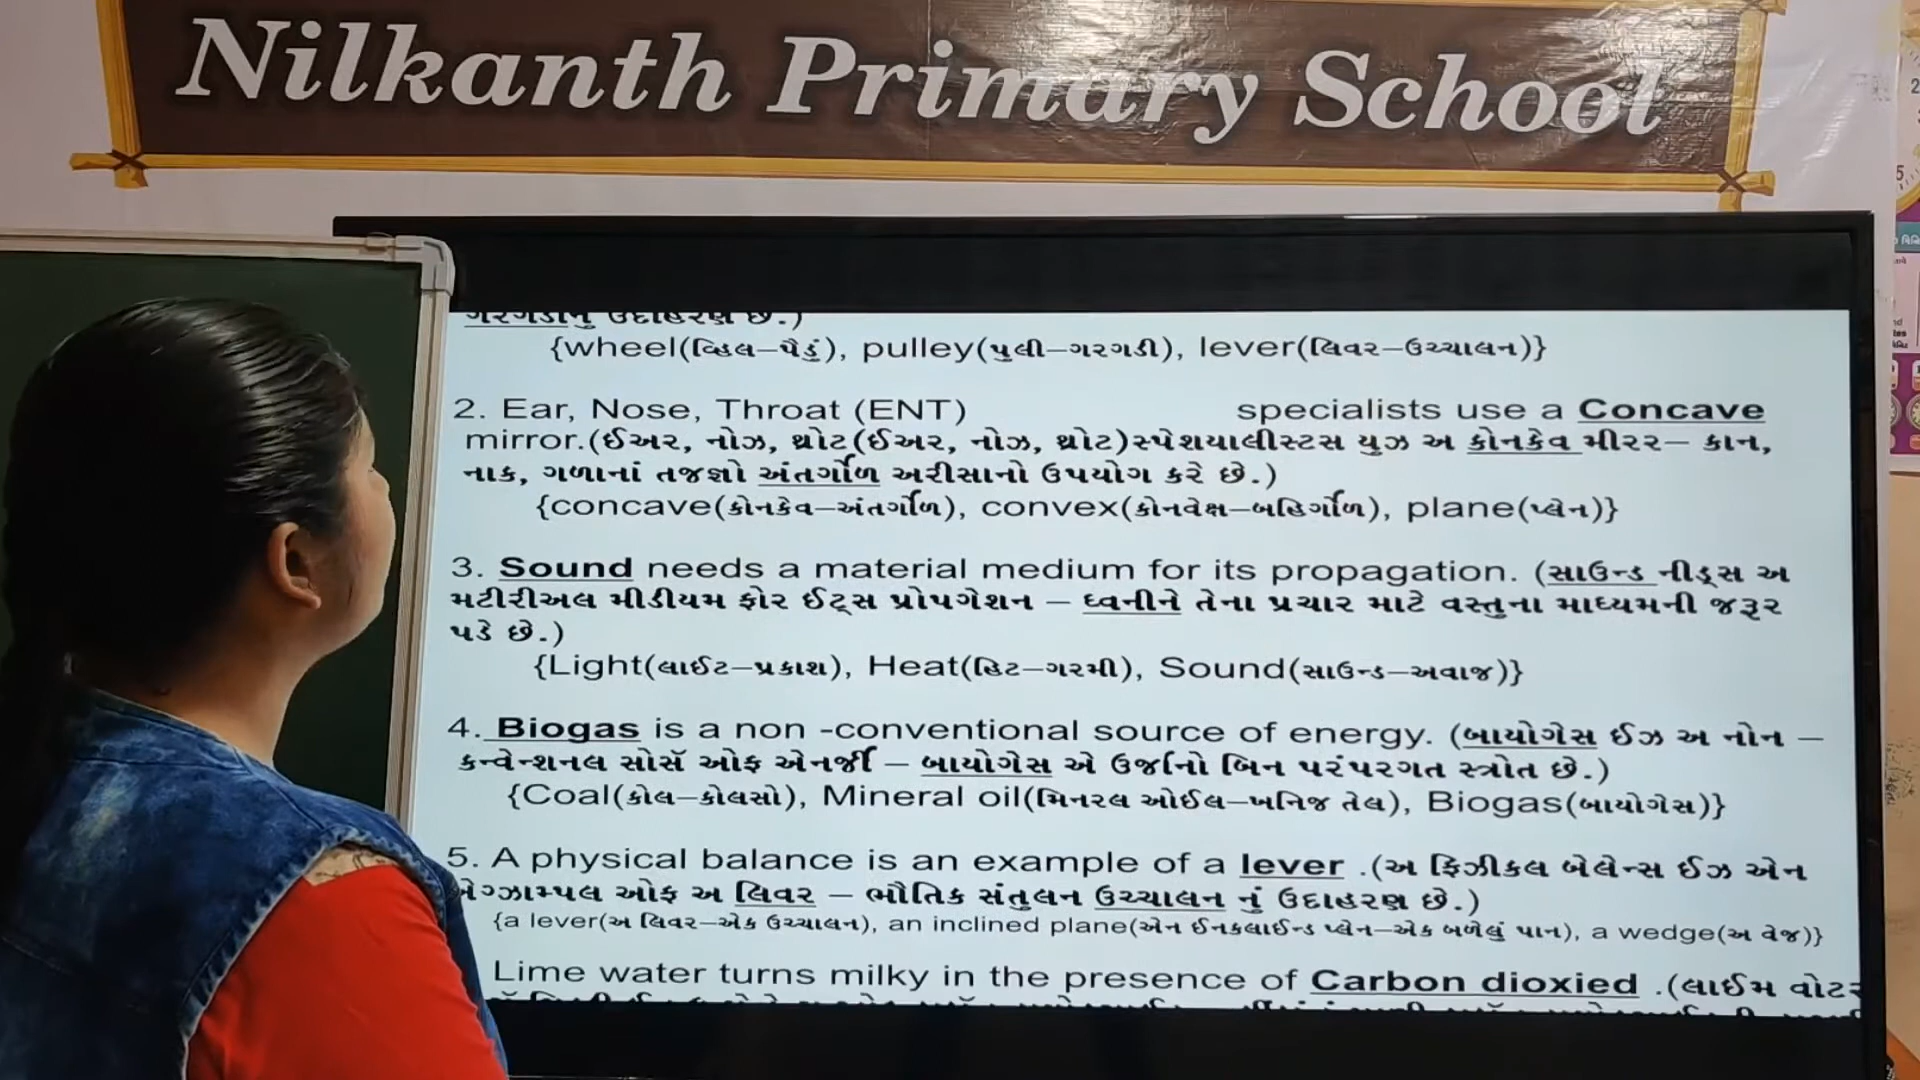 Nilkanth Primary School
ગરગડીનું ઉદાહરણ છે.)
{wheel(વ્હિલ–પૈડું), pulley(પુલી–ગરગડી), lever(લિવર–ઉચ્ચાલન)}
2. Ear, Nose, Throat (ENT) specialists use a Concave
mirror.(ઈઅર, નોઝ, થ્રોટ(ઈઅર, નોઝ, થ્રોટ)સ્પેશયાલીસ્ટસ યુઝ અ કોનકેવ મીરર– કાન,
નાક, ગળાનાં તજજ્ઞો અંતર્ગોળ અરીસાનો ઉપયોગ કરે છે.)
{concave(કોનકેવ–અંતર્ગોળ), convex(કોનવેક્ષ–બહિર્ગોળ), plane(પ્લેન)}
3. Sound needs a material medium for its propagation. (સાઉન્ડ નીડ્સ અ
મટીરીઅલ મીડીયમ ફોર ઈટ્સ પ્રોપગેશન – ધ્વનીને તેના પ્રચાર માટે વસ્તુના માધ્યમની જરૂર
પડે છે.)
{Light(લાઈટ–પ્રકાશ), Heat(હિટ–ગરમી), Sound(સાઉન્ડ–અવાજ)}
4. Biogas is a non -conventional source of energy. (બાયોગેસ ઈઝ અ નોન –
કન્વેન્શનલ સોર્સ ઓફ એનર્જી – બાયોગેસ એ ઉર્જાનો બિન પરંપરગત સ્ત્રોત છે.)
{Coal(કોલ–કોલસો), Mineral oil(મિનરલ ઓઈલ–ખનિજ તેલ), Biogas(બાયોગેસ)}
5. A physical balance is an example of a lever .(અ ફિઝીકલ બેલેન્સ ઈઝ એન
એગ્ઝામ્પલ ઓફ અ લિવર – ભૌતિક સંતુલન ઉચ્ચાલન નું ઉદાહરણ છે.)
{a lever(અ લિવર–એક ઉચ્ચાલન), an inclined plane(એન ઈનકલાઈન્ડ પ્લેન–એક બળેલું પાન), a wedge(અ વેજ)}
Lime water turns milky in the presence of Carbon dioxied .(લાઈમ વોટર